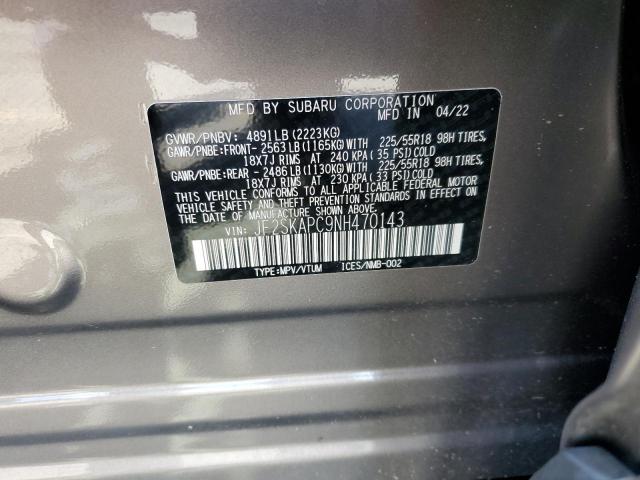 MFD BY SUBARU CORPORATION
MFD. IN 04/22
GVWR/PNBV: 4891LB(2223KG)
GAWR/PNBE:FRONT- 2563LB(1165KG)WITH 225/55R18 98H TIRES,
18X7J RIMS AT 240 KPA(35 PSI)COLD
GAWR/PNBE:REAR - 2486LB(1130KG)WITH 225/55R18 98H TIRES,
18X7J RIMS AT 230 KPA(33 PSI)COLD
THIS VEHICLE CONFORMS TO ALL APPLICABLE FEDERAL MOTOR
VEHICLE SAFETY AND THEFT PREVENTION STANDARDS IN EFFECT ON
THE DATE OF MANUFACTURE SHOWN ABOVE.
VIN: JF2SKAPC9NH470143
TYPE:MPV/VTUM ICES/NMB-002